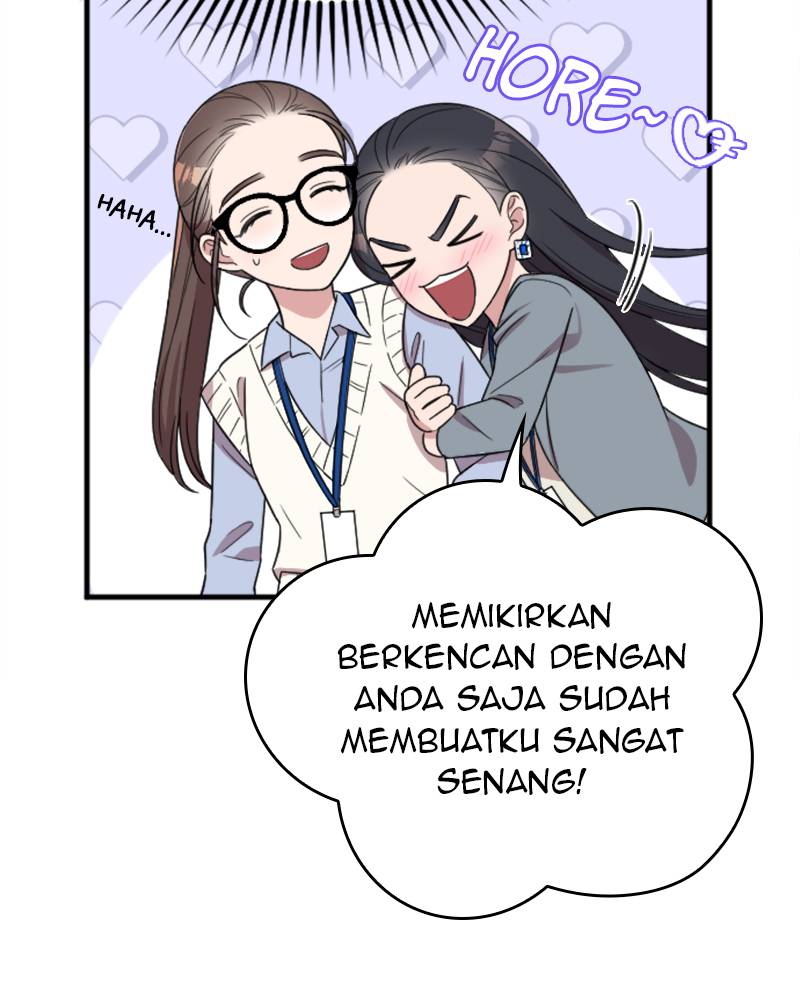 HORE~♡
HAHA...
MEMIKIRKAN
BERKENCAN DENGAN
ANDA SAJA SUDAH
MEMBUATKU SANGAT
SENANG!